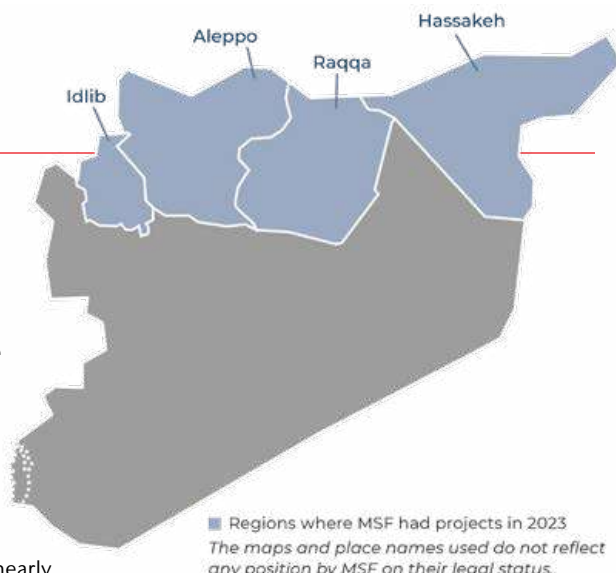 Hassakeh
Aleppo
Raqqa
Idlib
Regions where MSF had projects in 2023
The maps and place names used do not reflect
any position by MSF on their legal status.
nearly